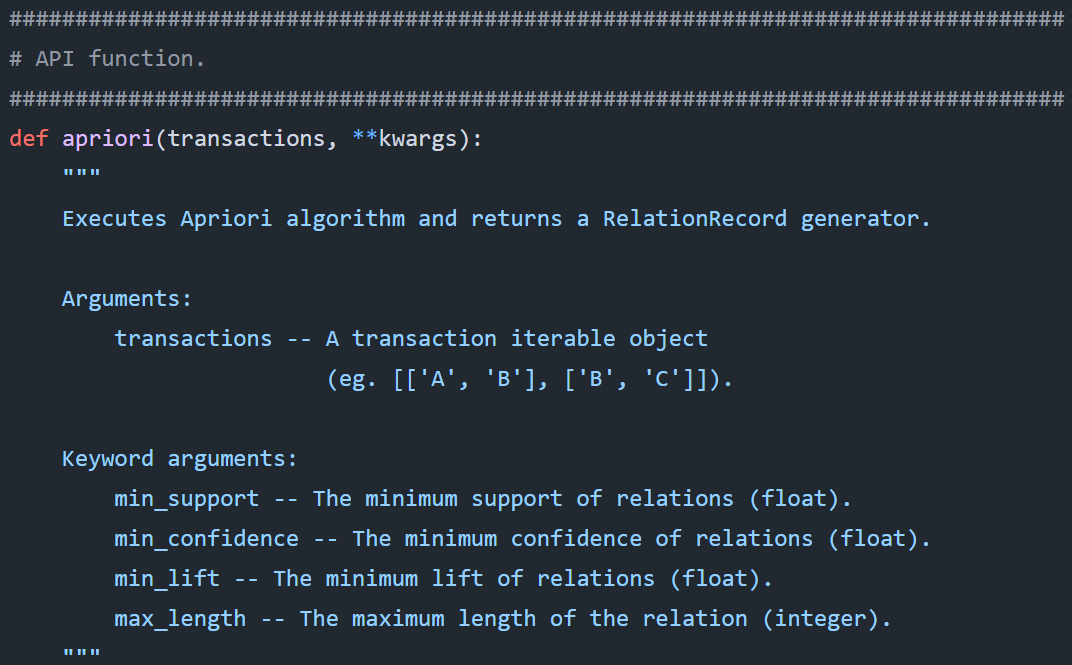 ################################################################################
# API function.
################################################################################
def apriori(transactions, **kwargs):
    """
    Executes Apriori algorithm and returns a RelationRecord generator.

    Arguments:
        transactions -- A transaction iterable object
                        (eg. [['A', 'B'], ['B', 'C']]).

    Keyword arguments:
        min_support -- The minimum support of relations (float).
        min_confidence -- The minimum confidence of relations (float).
        min_lift -- The minimum lift of relations (float).
        max_length -- The maximum length of the relation (integer).
    """